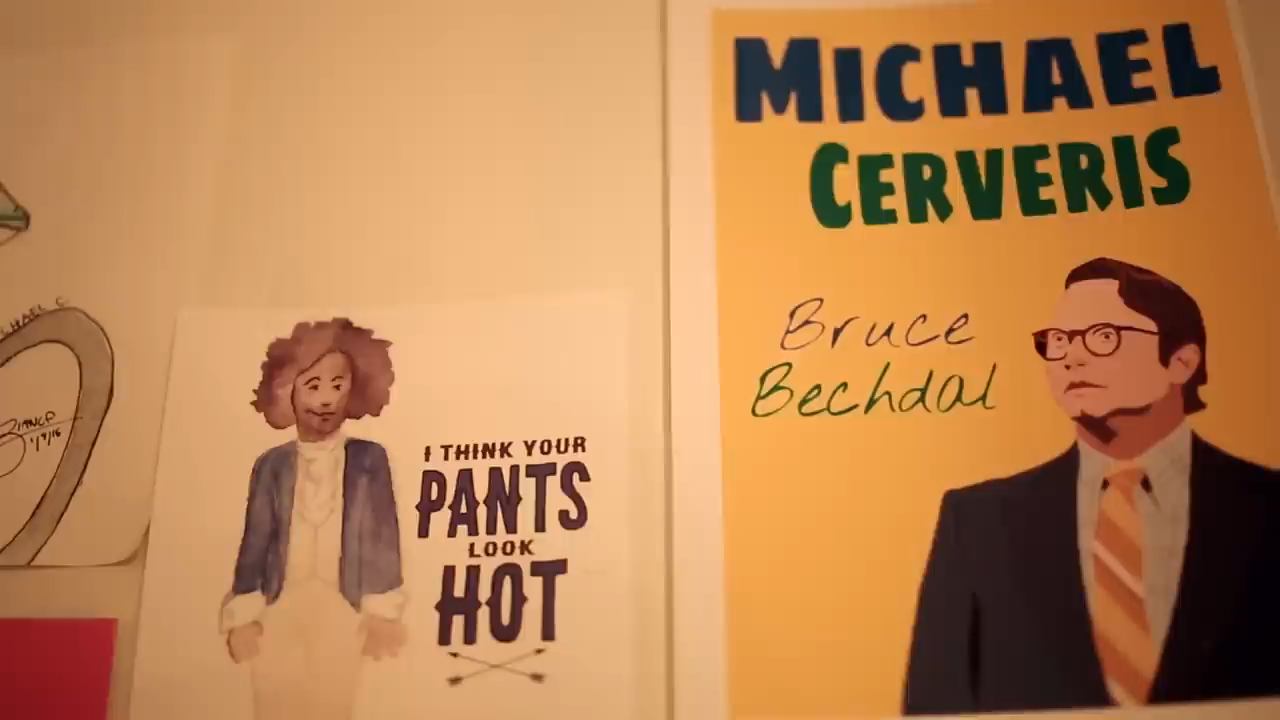 MICHAEL
CERVERIS
Bruce
Bechdal
I THINK YOUR
PANTS
LOOK
HOT